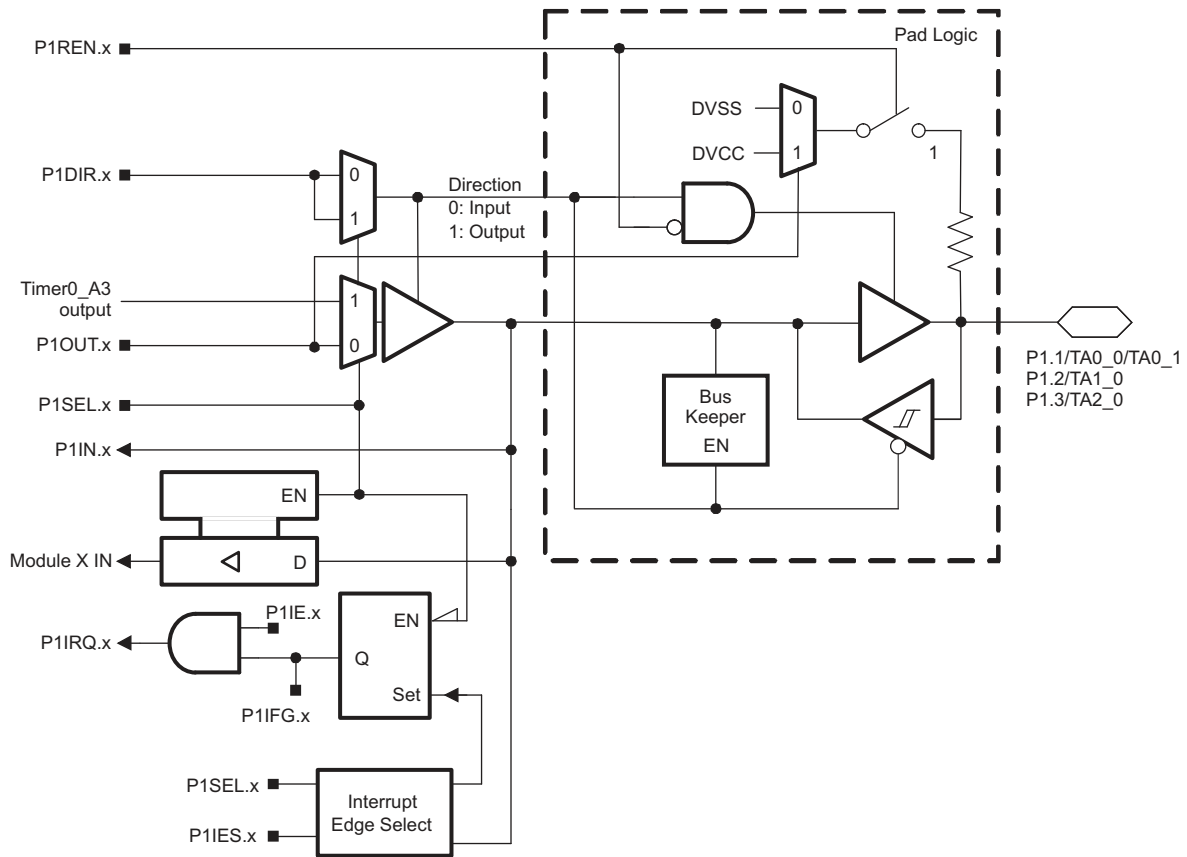 Pad Logic
P1REN.x
DVSS
0
DVCC
1
1
P1DIR.x
0
1
Direction
0: Input
1: Output
Timer0_A3
output
1
P1OUT.x
0
P1.1/TA0_0/TA0_1
P1.2/TA1_0
P1.3/TA2_0
Bus
Keeper
EN
P1SEL.x
P1IN.x
EN
Module X IN
D
P1IE.x
P1IRQ.x
EN
Q
Set
P1IFG.x
P1SEL.x
Interrupt
Edge Select
P1IES.x